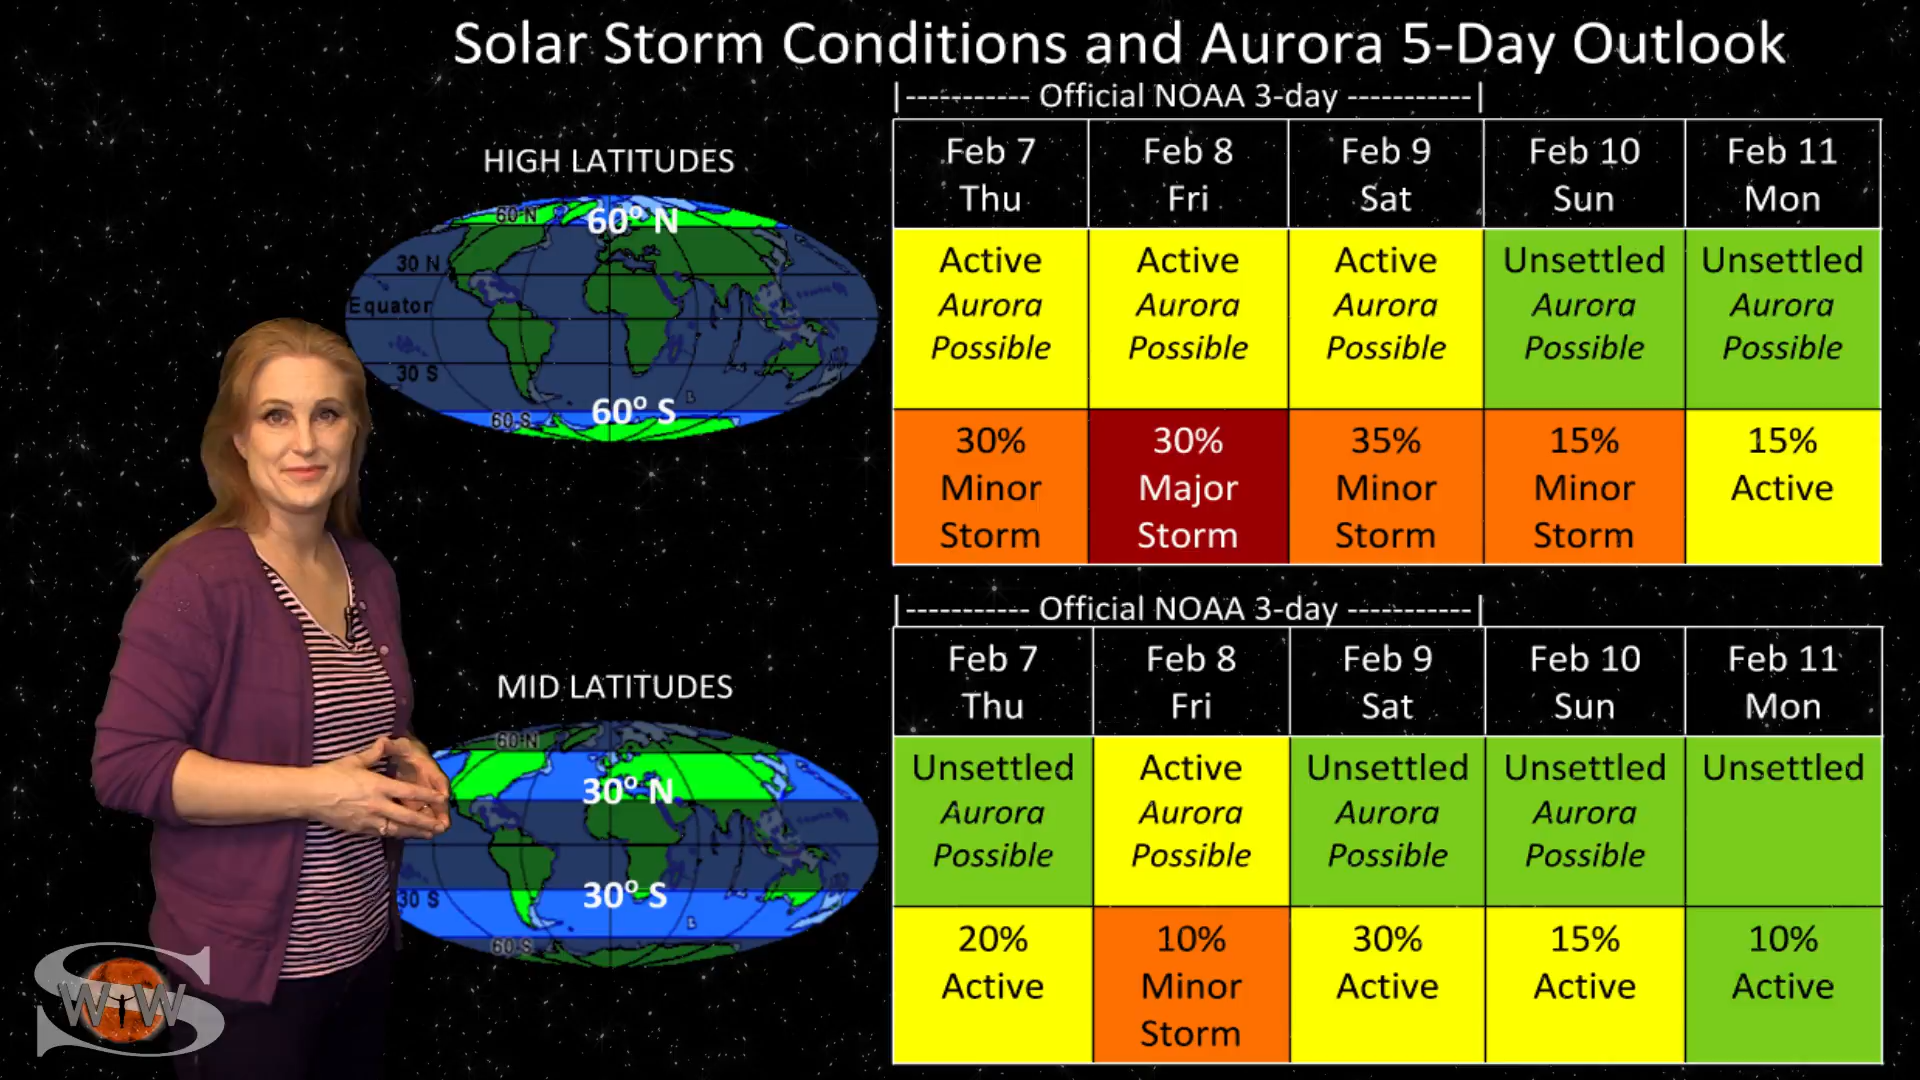 Solar Storm Conditions and Aurora 5-Day Outlook
|----------- Official NOAA 3-day -----------|
HIGH LATITUDES
Feb 7 Feb 8 Feb 9 Feb 10 Feb 11
Thu Fri Sat Sun Mon
60 N 60º N
30 N
Equator
30 S
60 S 60º S
Active Active Active Unsettled Unsettled
Aurora Aurora Aurora Aurora Aurora
Possible Possible Possible Possible Possible
30% 30% 35% 15% 15%
Minor Major Minor Minor Active
Storm Storm Storm Storm
|----------- Official NOAA 3-day -----------|
MID LATITUDES
Feb 7 Feb 8 Feb 9 Feb 10 Feb 11
Thu Fri Sat Sun Mon
60 N
30º N
30 S 30º S
60 S
Unsettled Active Unsettled Unsettled Unsettled
Aurora Aurora Aurora Aurora
Possible Possible Possible Possible
20% 10% 30% 15% 10%
Active Minor Active Active Active
Storm
S
WTW